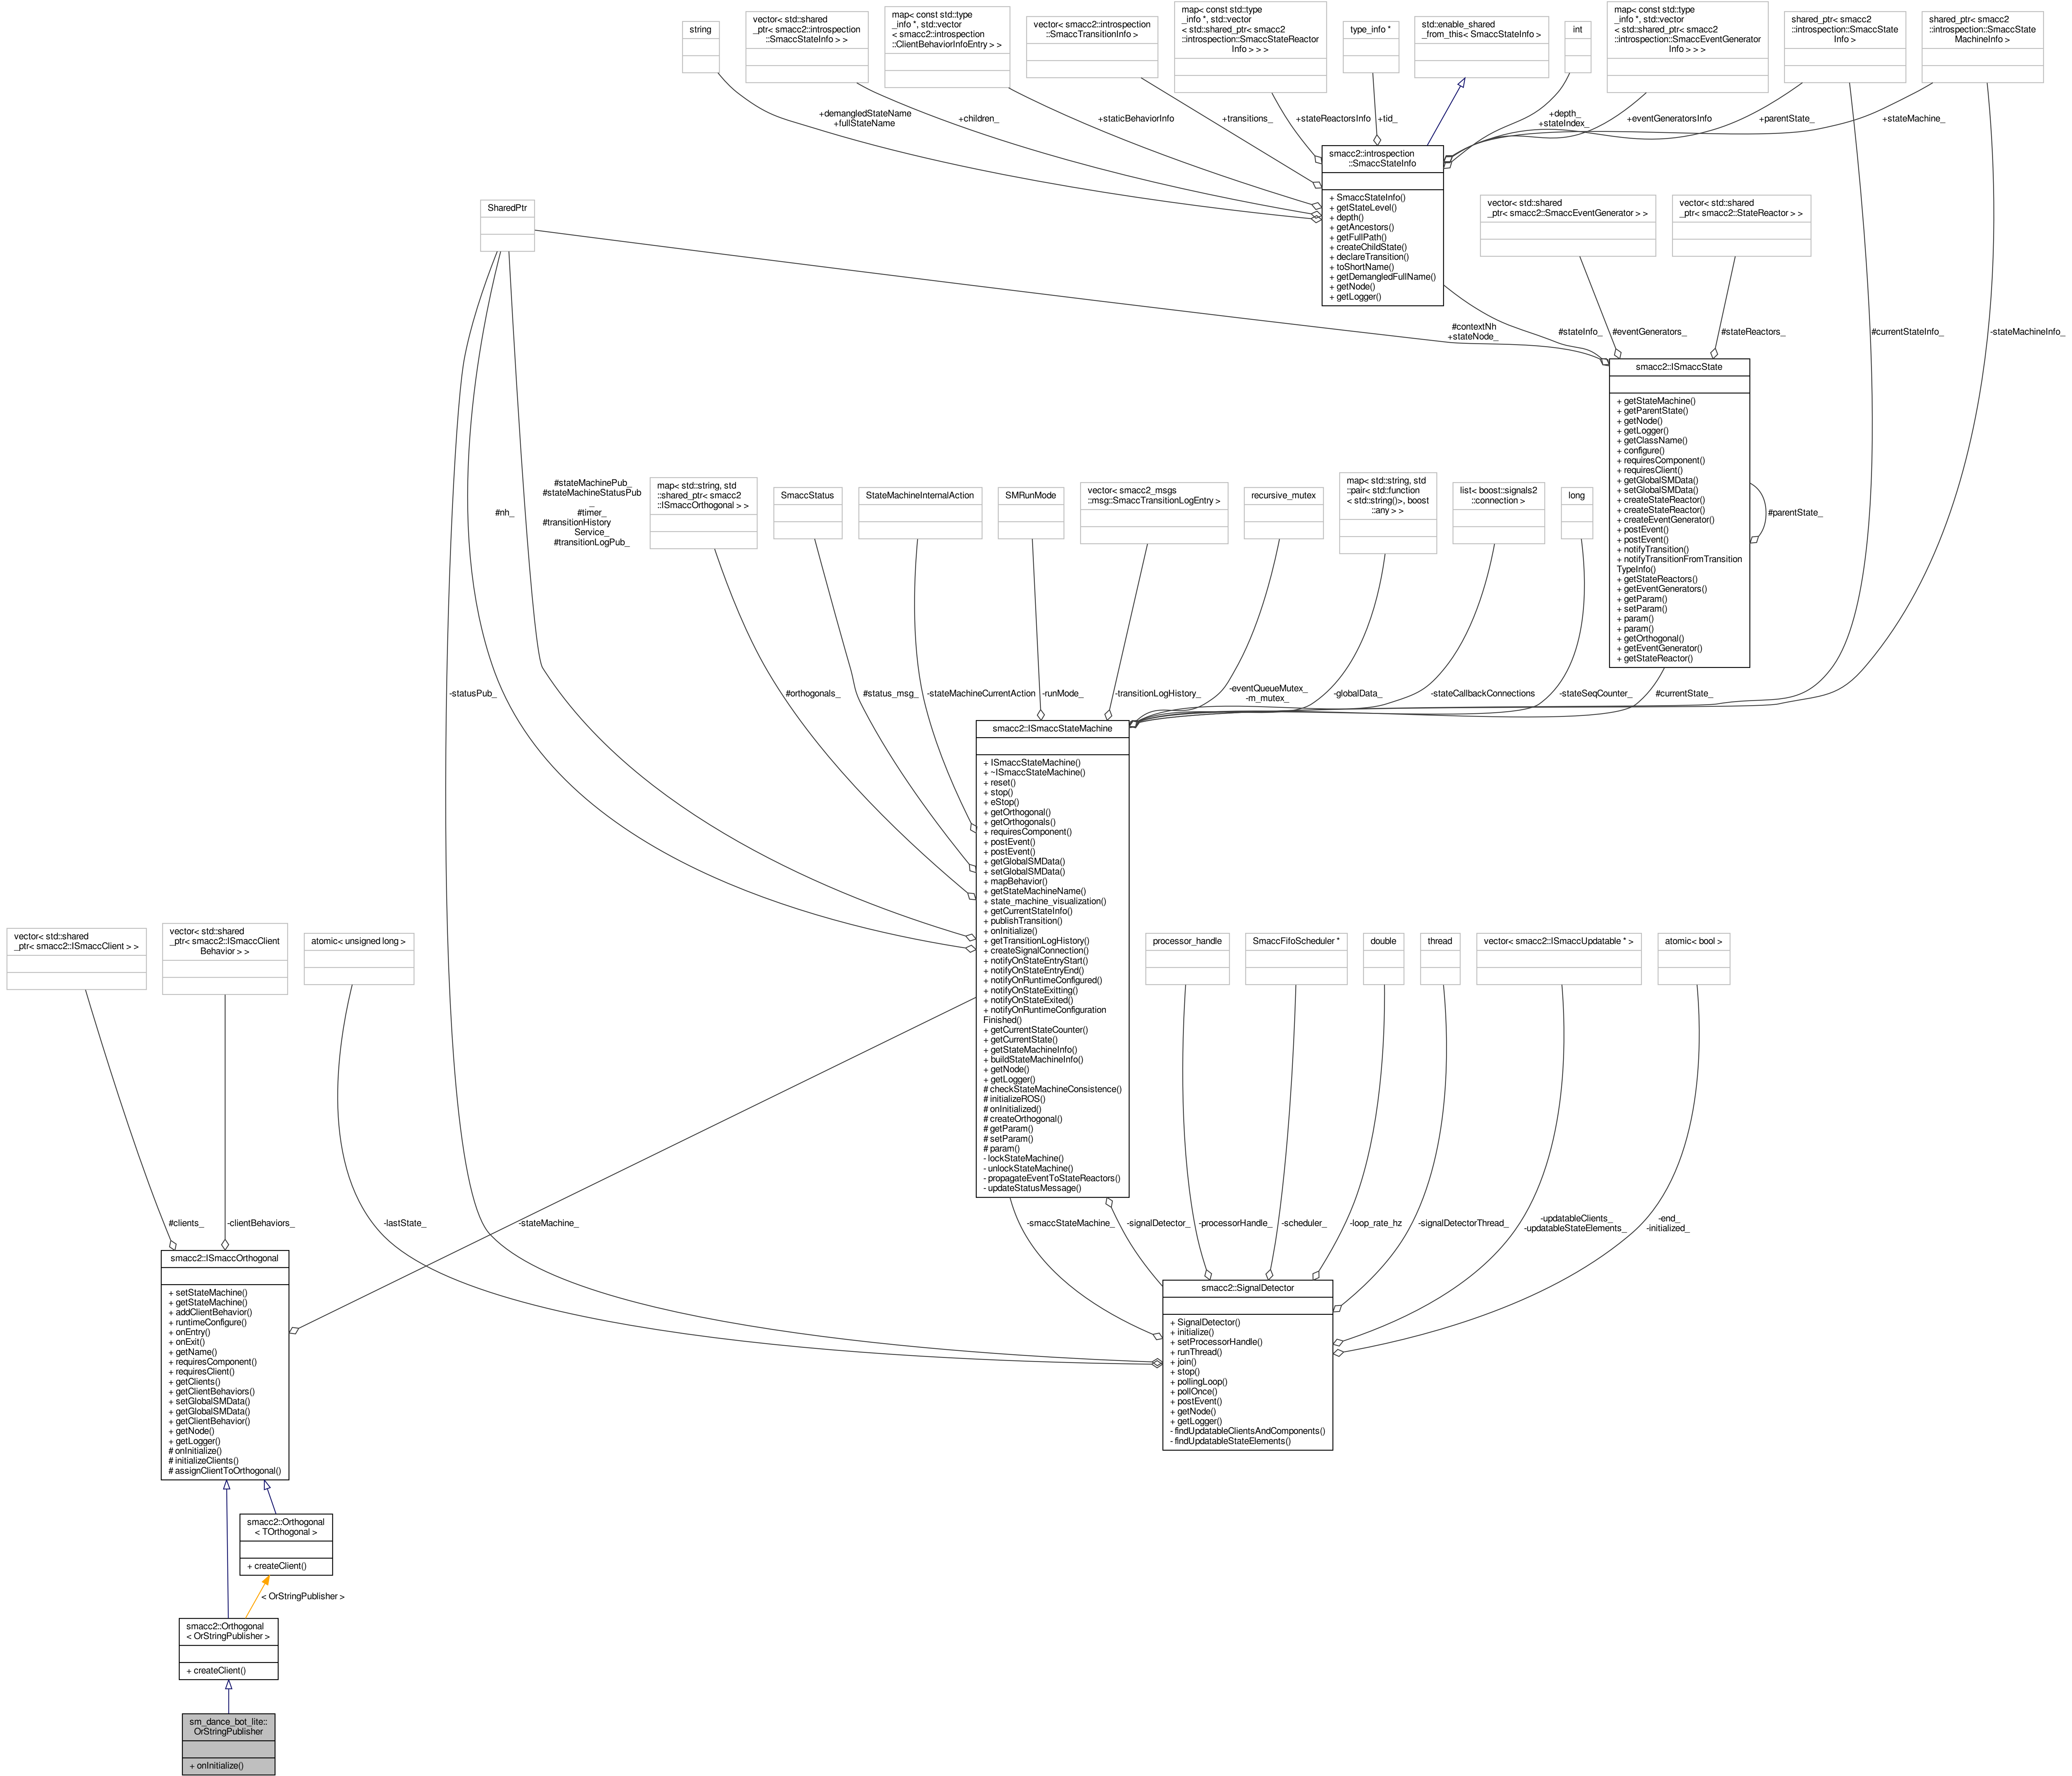 string
vector< std::shared
_ptr< smacc2::introspection
::SmaccStateInfo > >
map< const std::type
_info *, std::vector
< smacc2::introspection
::ClientBehaviorInfoEntry > >
vector< smacc2::introspection
::SmaccTransitionInfo >
map< const std::type
_info *, std::vector
< std::shared_ptr< smacc2
::introspection::SmaccStateReactor
Info > > >
type_info *
std::enable_shared
_from_this< SmaccStateInfo >
int
map< const std::type
_info *, std::vector
< std::shared_ptr< smacc2
::introspection::SmaccEventGenerator
Info > > >
shared_ptr< smacc2
::introspection::SmaccState
Info >
shared_ptr< smacc2
::introspection::SmaccState
MachineInfo >
+demangledStateName
+fullStateName
+children_
+staticBehaviorInfo
+transitions_
+stateReactorsInfo
+tid_
+depth_
+stateIndex_
+eventGeneratorsInfo
+parentState_
+stateMachine_
smacc2::introspection
::SmaccStateInfo
+ SmaccStateInfo()
+ getStateLevel()
+ depth()
+ getAncestors()
+ getFullPath()
+ createChildState()
+ declareTransition()
+ toShortName()
+ getDemangledFullName()
+ getNode()
+ getLogger()
SharedPtr
vector< std::shared
_ptr< smacc2::SmaccEventGenerator > >
vector< std::shared
_ptr< smacc2::StateReactor > >
#contextNh
+stateNode_
#stateInfo_
#eventGenerators_
#stateReactors_
#currentStateInfo_
-stateMachineInfo_
smacc2::ISmaccState
+ getStateMachine()
+ getParentState()
+ getNode()
+ getLogger()
+ getClassName()
+ configure()
+ requiresComponent()
+ requiresClient()
+ getGlobalSMData()
+ setGlobalSMData()
+ createStateReactor()
+ createStateReactor()
+ createEventGenerator()
+ postEvent()
+ postEvent()
+ notifyTransition()
+ notifyTransitionFromTransition
TypeInfo()
+ getStateReactors()
+ getEventGenerators()
+ getParam()
+ setParam()
+ param()
+ param()
+ getOrthogonal()
+ getEventGenerator()
+ getStateReactor()
#parentState_
#nh_
#stateMachinePub_
#stateMachineStatusPub
_
#timer_
#transitionHistory
Service_
#transitionLogPub_
map< std::string, std
::shared_ptr< smacc2
::ISmaccOrthogonal > >
SmaccStatus
StateMachineInternalAction
SMRunMode
vector< smacc2_msgs
::msg::SmaccTransitionLogEntry >
recursive_mutex
map< std::string, std
::pair< std::function
< std::string()>, boost
::any > >
list< boost::signals2
::connection >
long
-statusPub_
#orthogonals_
#status_msg_
-stateMachineCurrentAction
-runMode_
-transitionLogHistory_
-eventQueueMutex_
-m_mutex_
-globalData_
-stateCallbackConnections
-stateSeqCounter_
#currentState_
smacc2::ISmaccStateMachine
+ ISmaccStateMachine()
+ ~ISmaccStateMachine()
+ reset()
+ stop()
+ eStop()
+ getOrthogonal()
+ getOrthogonals()
+ requiresComponent()
+ postEvent()
+ postEvent()
+ getGlobalSMData()
+ setGlobalSMData()
+ mapBehavior()
+ getStateMachineName()
+ state_machine_visualization()
+ getCurrentStateInfo()
+ publishTransition()
+ onInitialize()
+ getTransitionLogHistory()
+ createSignalConnection()
+ notifyOnStateEntryStart()
+ notifyOnStateEntryEnd()
+ notifyOnRuntimeConfigured()
+ notifyOnStateExitting()
+ notifyOnStateExited()
+ notifyOnRuntimeConfiguration
Finished()
+ getCurrentStateCounter()
+ getCurrentState()
+ getStateMachineInfo()
+ buildStateMachineInfo()
+ getNode()
+ getLogger()
# checkStateMachineConsistence()
# initializeROS()
# onInitialized()
# createOrthogonal()
# getParam()
# setParam()
# param()
- lockStateMachine()
- unlockStateMachine()
- propagateEventToStateReactors()
- updateStatusMessage()
vector< std::shared
_ptr< smacc2::ISmaccClient > >
vector< std::shared
_ptr< smacc2::ISmaccClient
Behavior > >
atomic< unsigned long >
processor_handle
SmaccFifoScheduler *
double
thread
vector< smacc2::ISmaccUpdatable * >
atomic< bool >
#clients_
-clientBehaviors_
-lastState_
-stateMachine_
-smaccStateMachine_
-signalDetector_
-processorHandle_
-scheduler_
-loop_rate_hz
-signalDetectorThread_
-updatableClients_
-updatableStateElements_
-end_
-initialized_
smacc2::ISmaccOrthogonal
+ setStateMachine()
+ getStateMachine()
+ addClientBehavior()
+ runtimeConfigure()
+ onEntry()
+ onExit()
+ getName()
+ requiresComponent()
+ requiresClient()
+ getClients()
+ getClientBehaviors()
+ setGlobalSMData()
+ getGlobalSMData()
+ getClientBehavior()
+ getNode()
+ getLogger()
# onInitialize()
# initializeClients()
# assignClientToOrthogonal()
smacc2::SignalDetector
+ SignalDetector()
+ initialize()
+ setProcessorHandle()
+ runThread()
+ join()
+ stop()
+ pollingLoop()
+ pollOnce()
+ postEvent()
+ getNode()
+ getLogger()
- findUpdatableClientsAndComponents()
- findUpdatableStateElements()
smacc2::Orthogonal
< TOrthogonal >
+ createClient()
< OrStringPublisher >
smacc2::Orthogonal
< OrStringPublisher >
+ createClient()
sm_dance_bot_lite::
OrStringPublisher
+ onInitialize()